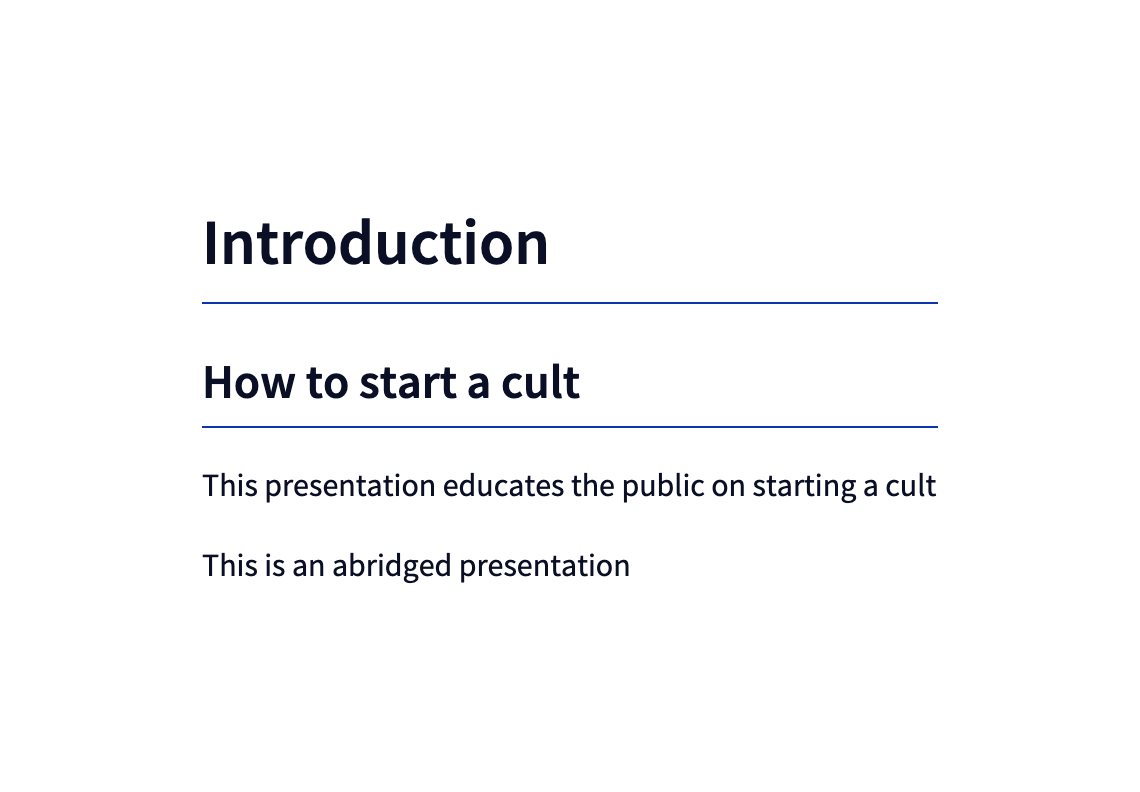 Introduction
How to start a cult
This presentation educates the public on starting a cult
This is an abridged presentation